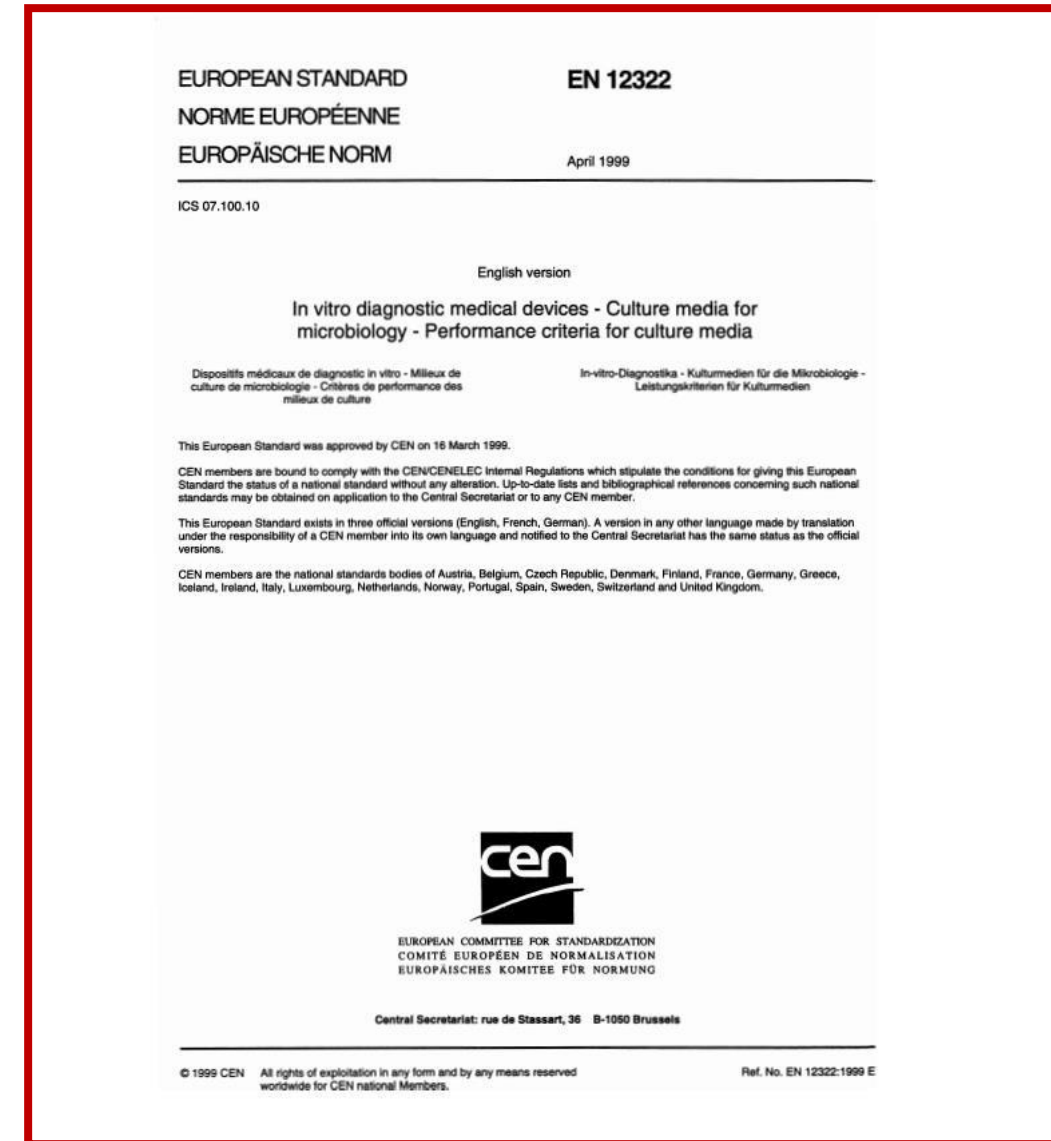 EUROPEAN STANDARD
NORME EUROPÉENNE
EUROPÄISCHE NORM
EN 12322
April 1999
ICS 07.100.10
English version
In vitro diagnostic medical devices - Culture media for
microbiology - Performance criteria for culture media
Dispositifs médicaux de diagnostic in vitro - Milieux de
culture de microbiologie - Critères de performance des
milieux de culture
In-vitro-Diagnostika - Kulturmedien für die Mikrobiologie -
Leistungskriterien für Kulturmedien
This European Standard was approved by CEN on 16 March 1999.
CEN members are bound to comply with the CEN/CENELEC Internal Regulations which stipulate the conditions for giving this European
Standard the status of a national standard without any alteration. Up-to-date lists and bibliographical references concerning such national
standards may be obtained on application to the Central Secretariat or to any CEN member.
This European Standard exists in three official versions (English, French, German). A version in any other language made by translation
under the responsibility of a CEN member into its own language and notified to the Central Secretariat has the same status as the official
versions.
CEN members are the national standards bodies of Austria, Belgium, Czech Republic, Denmark, Finland, France, Germany, Greece,
Iceland, Ireland, Italy, Luxembourg, Netherlands, Norway, Portugal, Spain, Sweden, Switzerland and United Kingdom.
cen
EUROPEAN COMMITTEE FOR STANDARDIZATION
COMITÉ EUROPÉEN DE NORMALISATION
EUROPÄISCHES KOMITEE FÜR NORMUNG
Central Secretariat: rue de Stassart, 36 B-1050 Brussels
© 1999 CEN All rights of exploitation in any form and by any means reserved
worldwide for CEN national Members.
Ref. No. EN 12322:1999 E